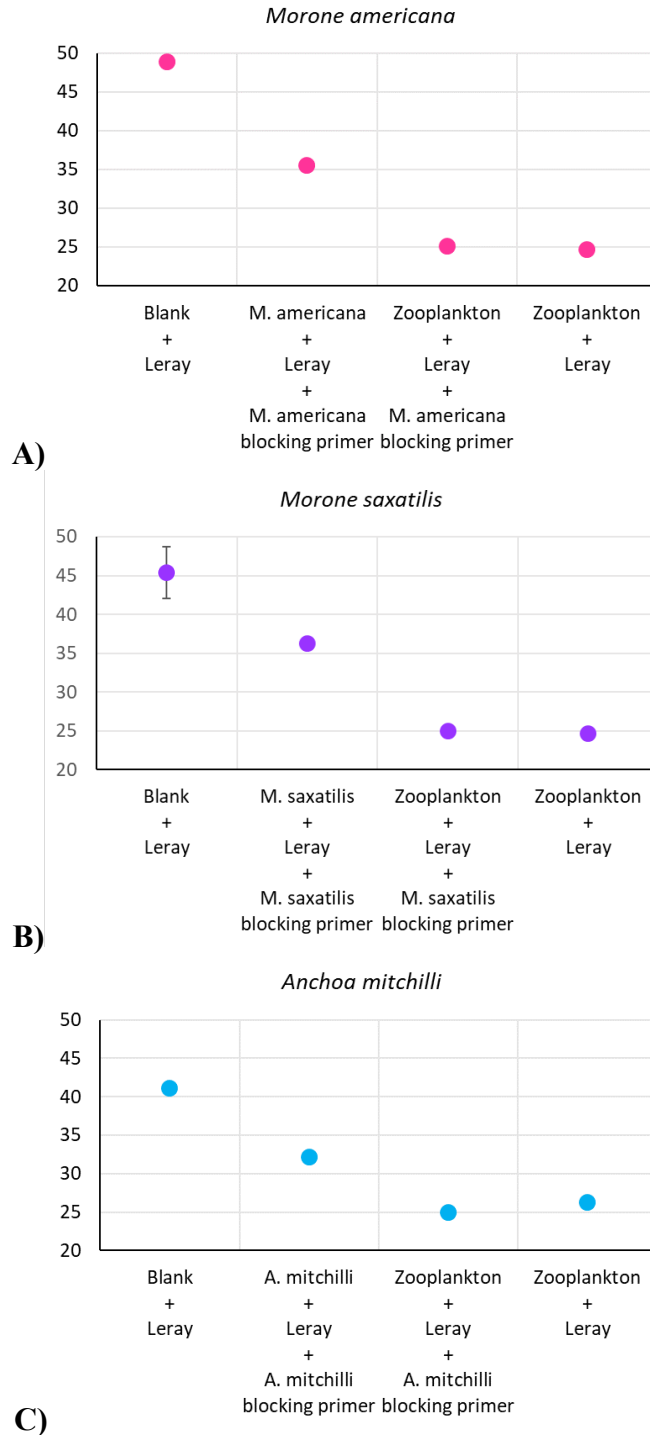 Morone americana
50
45
40
35
30
25
20
Blank M. americana Zooplankton Zooplankton
+ + + +
Leray Leray Leray Leray
+ +
M. americana M. americana
blocking primer blocking primer
A)
Morone saxatilis
50
45
40
35
30
25
20
Blank M. saxatilis Zooplankton Zooplankton
+ + + +
Leray Leray Leray Leray
+ +
M. saxatilis M. saxatilis
blocking primer blocking primer
B)
Anchoa mitchilli
50
45
40
35
30
25
20
Blank A. mitchilli Zooplankton Zooplankton
+ + + +
Leray Leray Leray Leray
+ +
A. mitchilli A. mitchilli
blocking primer blocking primer
C)